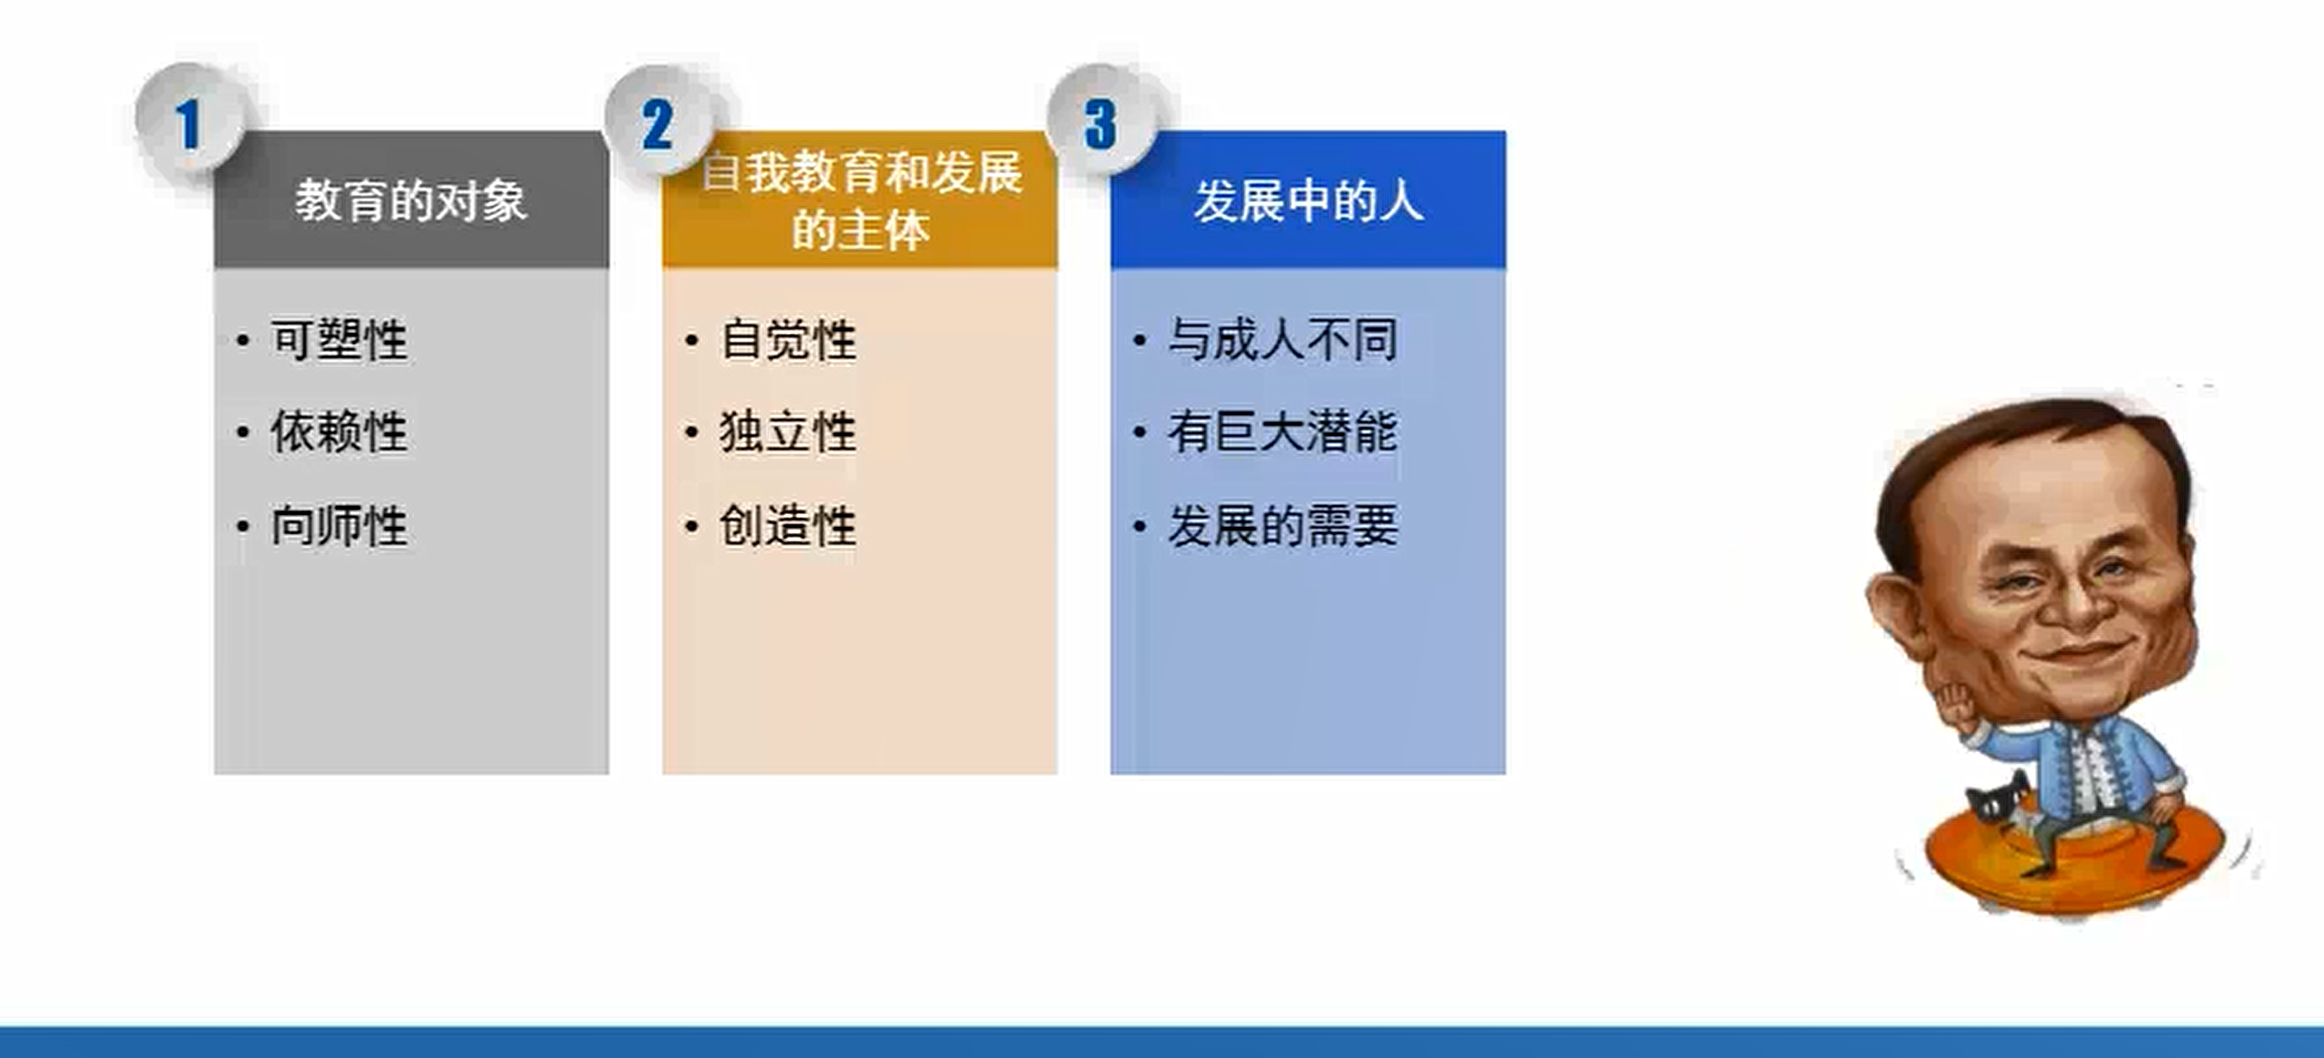 1
教育的对象
• 可塑性
• 依赖性
• 向师性
2
自我教育和发展
的主体
• 自觉性
• 独立性
• 创造性
3
发展中的人
• 与成人不同
• 有巨大潜能
• 发展的需要